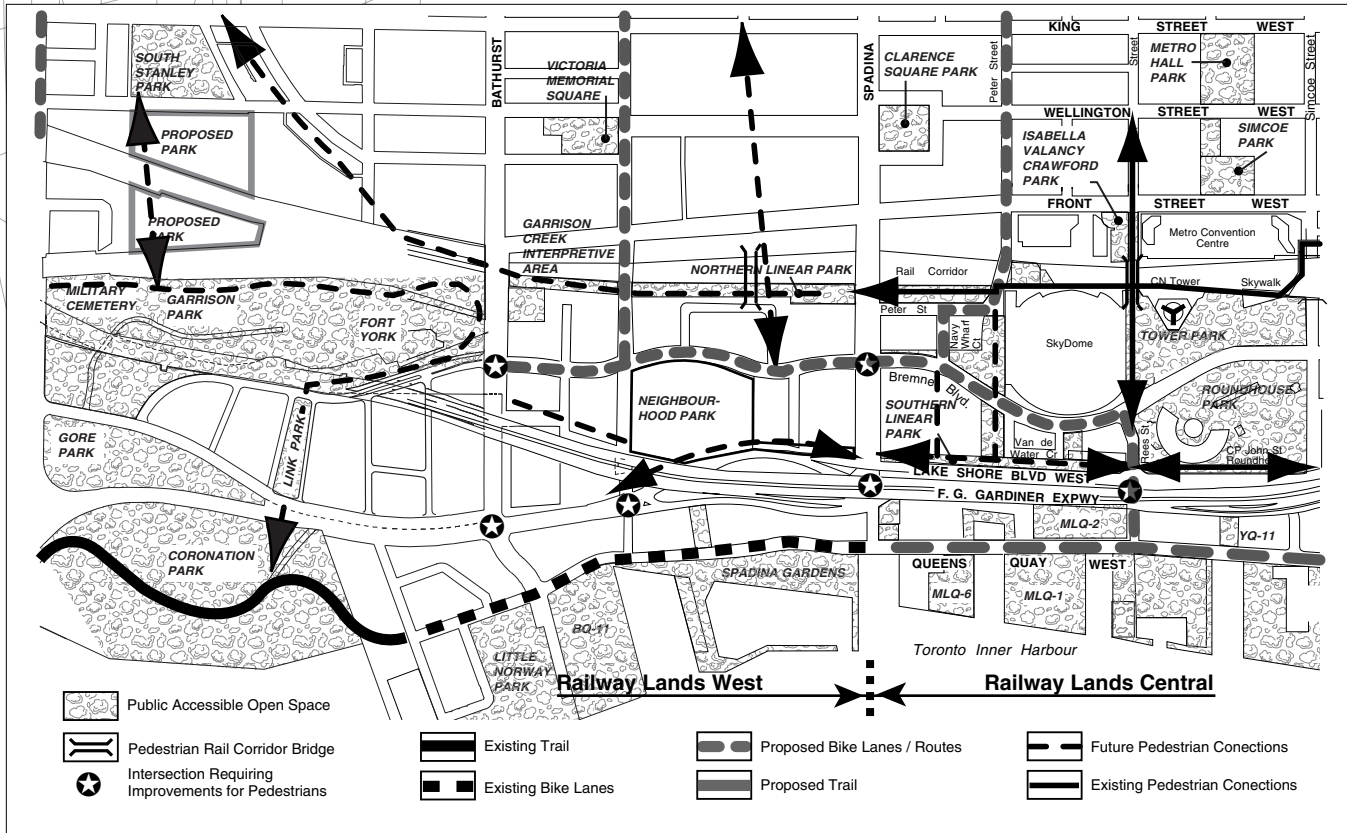 KING STREET WEST
SOUTH
STANLEY
PARK
BATHURST
VICTORIA
MEMORIAL
SQUARE
SPADINA
CLARENCE
SQUARE PARK
Peter Street
Street
METRO
HALL
PARK
Simcoe Street
WELLINGTON STREET WEST
PROPOSED
PARK
ISABELLA
VALANCY
CRAWFORD
PARK
SIMCOE
PARK
PROPOSED
PARK
FRONT STREET WEST
GARRISON
CREEK
INTERPRETIVE
AREA
Metro Convention
Centre
NORTHERN LINEAR PARK
Rail Corridor
CN Tower
Skywalk
MILITARY
CEMETERY
GARRISON
PARK
FORT
YORK
Peter St
Navy
Wharf
Ct
SkyDome
TOWER PARK
Bremner Blvd.
NEIGHBOUR-
HOOD PARK
SOUTHERN
LINEAR
PARK
ROUNDHOUSE
PARK
GORE
PARK
LINK PARK
Van de
Water Cr
Rees St
CP John St
LAKE SHORE BLVD WEST
F. G. GARDINER EXPWY
MLQ-2
YQ-11
CORONATION
PARK
QUEENS QUAY WEST
SPADINA GARDENS
MLQ-6
MLQ-1
BQ-11
LITTLE
NORWAY
PARK
Toronto Inner Harbour
Railway Lands West
Railway Lands Central
Public Accessible Open Space
Pedestrian Rail Corridor Bridge
Intersection Requiring
Improvements for Pedestrians
Existing Trail
Existing Bike Lanes
Proposed Bike Lanes / Routes
Proposed Trail
Future Pedestrian Conections
Existing Pedestrian Conections